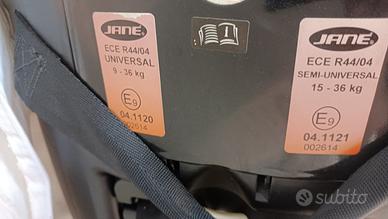 JANE
ECE R44/04
UNIVERSAL
9 - 36 kg
E9
04.1120
002614
i
JANE
ECE R44/04
SEMI-UNIVERSAL
15 - 36 kg
E9
04.1121
002614
subito